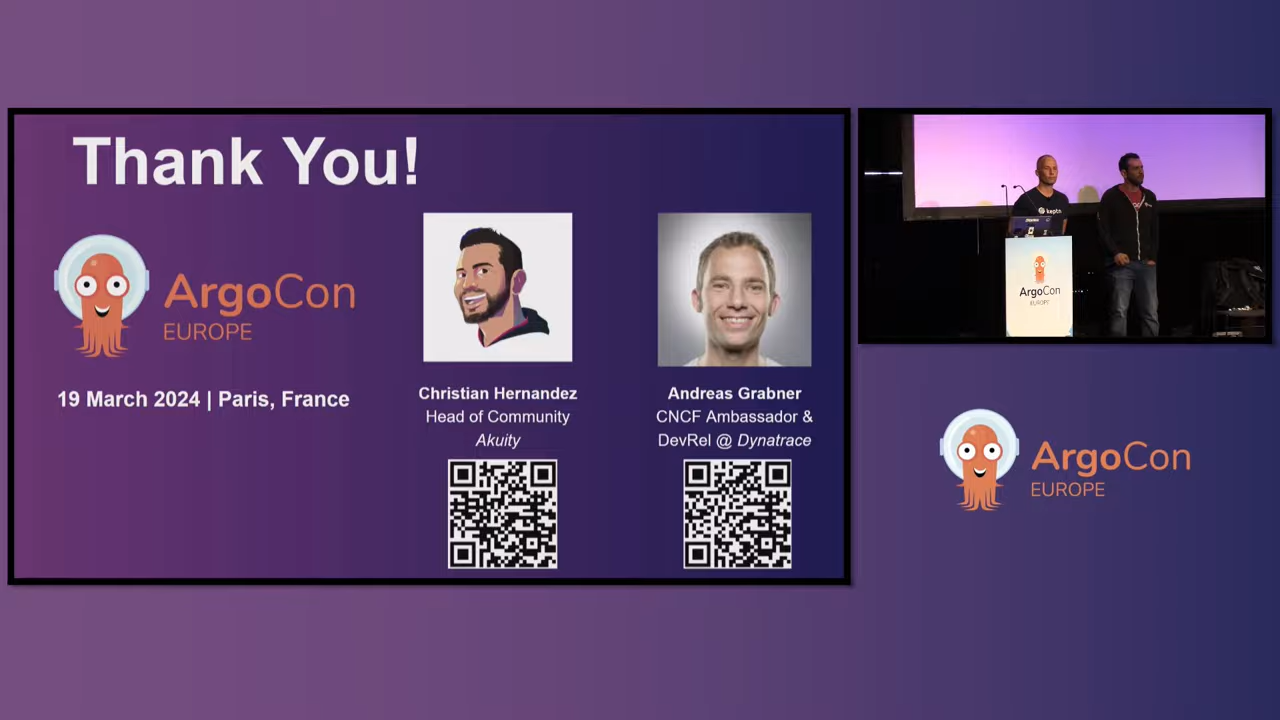 Thank You!
ArgoCon
EUROPE
19 March 2024 | Paris, France
Christian Hernandez
Head of Community
Akuity
Andreas Grabner
CNCF Ambassador &
DevRel @ Dynatrace
keptn
ArgoCon
EUROPE
ArgoCon
EUROPE